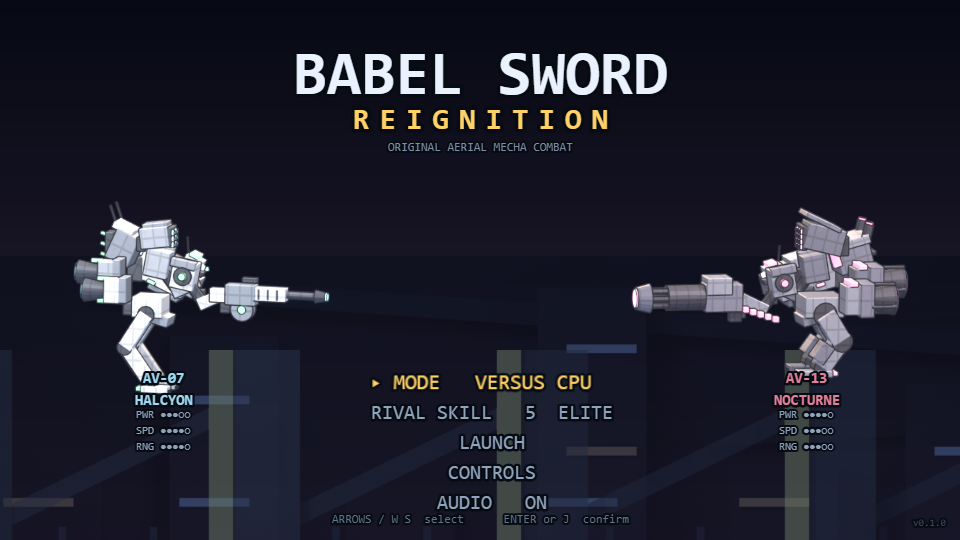 BABEL SWORD
REIGNITION
ORIGINAL AERIAL MECHA COMBAT
▸ MODE VERSUS CPU
RIVAL SKILL 5 ELITE
LAUNCH
CONTROLS
AUDIO ON
AV-07
HALCYON
PWR ●●●○○
SPD ●●●●○
RNG ●●●●○
AV-13
NOCTURNE
PWR ●●●●○
SPD ●●●○○
RNG ●●●●○
ARROWS / W S select
ENTER or J confirm
v0.1.0